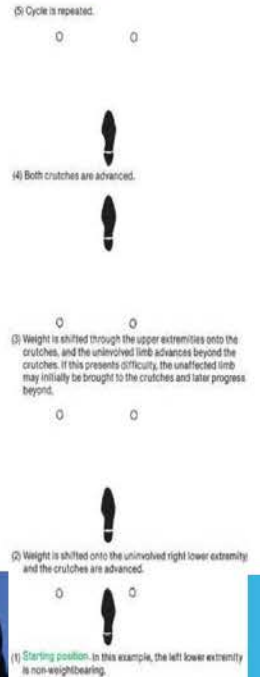 (5) Cycle is repeated.
(4) Both crutches are advanced.
(3) Weight is shifted through the upper extremities onto the
crutches, and the uninvolved limb advances beyond the
crutches. If this presents difficulty, the unaffected limb
may initially be brought to the crutches and later progress
beyond.
(2) Weight is shifted onto the uninvolved right lower extremity
and the crutches are advanced.
(1) Starting position. In this example, the left lower extremity
is non-weightbearing.